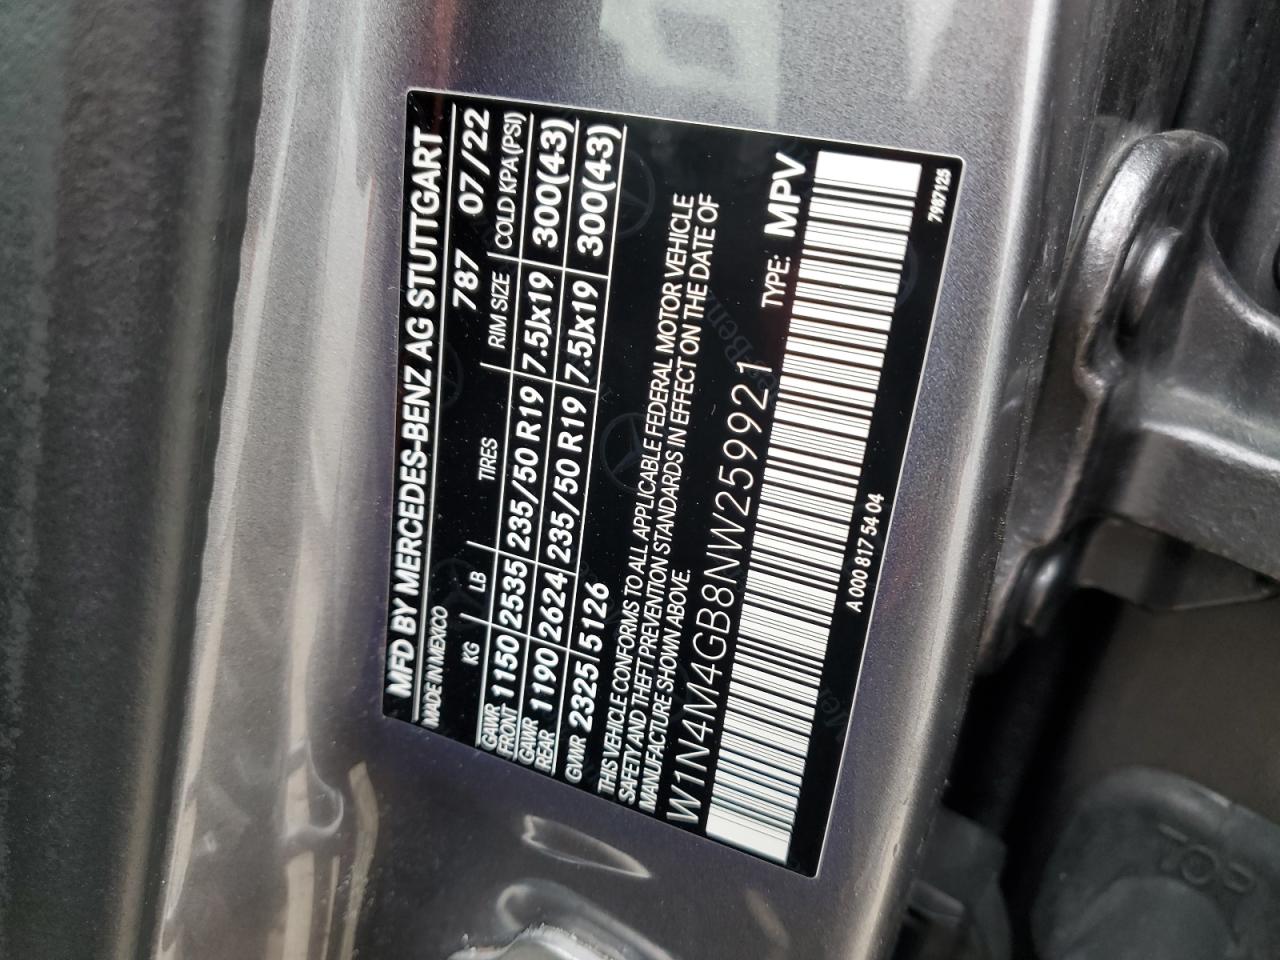 MFD BY MERCEDES-BENZ AG STUTTGART
MADE IN MEXICO 787 07/22
KG LB TIRES RIM SIZE COLD KPA (PSI)
GAWR FRONT 1150 2535 235/50 R19 7.5Jx19 300(43)
GAWR REAR 1190 2624 235/50 R19 7.5Jx19 300(43)
GVWR 2325 5126
THIS VEHICLE CONFORMS TO ALL APPLICABLE FEDERAL MOTOR VEHICLE
SAFETY AND THEFT PREVENTION STANDARDS IN EFFECT ON THE DATE OF
MANUFACTURE SHOWN ABOVE.
W1N4M4GB8NW259921 TYPE: MPV
A 000 817 54 04 7987125
TOP